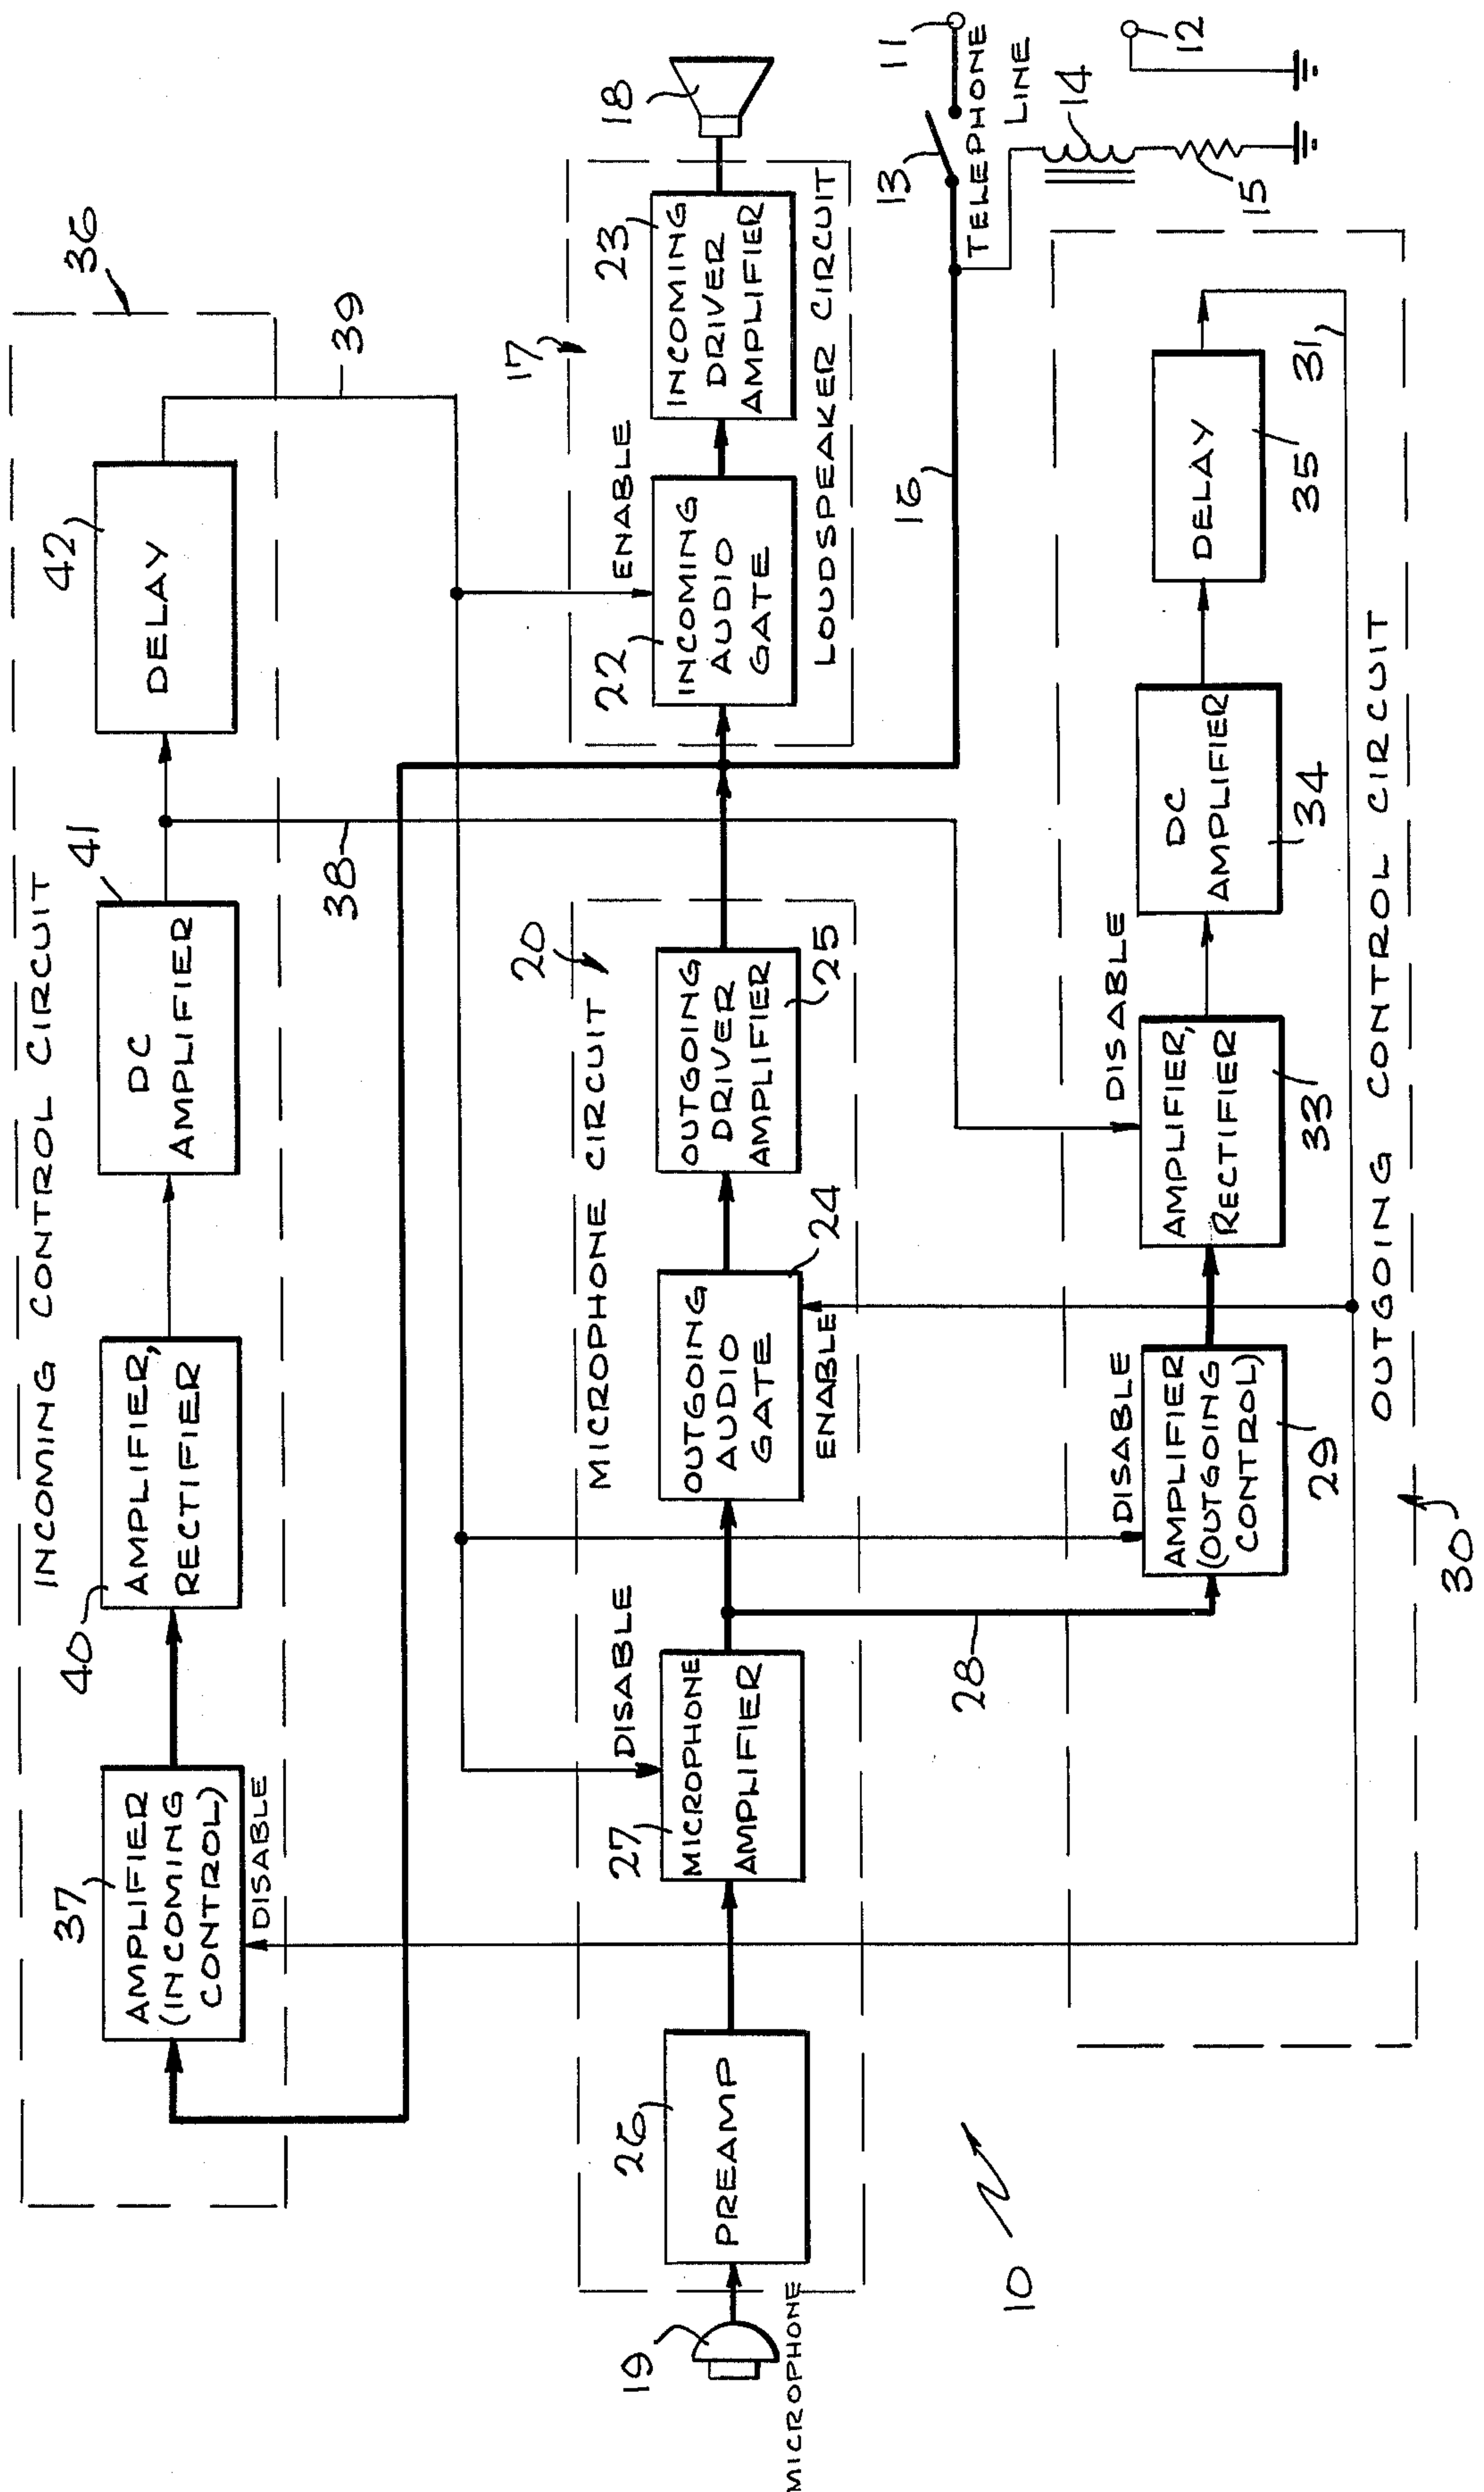 INCOMING CONTROL CIRCUIT
36
37
AMPLIFIER
(INCOMING
CONTROL)
DISABLE
40
AMPLIFIER,
RECTIFIER
41
DC
AMPLIFIER
42
DELAY
38
39
MICROPHONE CIRCUIT
20
19
MICROPHONE
26
PREAMP
27
MICROPHONE
AMPLIFIER
DISABLE
24
OUTGOING
AUDIO
GATE
ENABLE
25
OUTGOING
DRIVER
AMPLIFIER
17
22
INCOMING
AUDIO
GATE
ENABLE
23
INCOMING
DRIVER
AMPLIFIER
LOUDSPEAKER CIRCUIT
18
16
13
11
TELEPHONE
LINE
14
15
12
10
28
29
AMPLIFIER
(OUTGOING
CONTROL)
DISABLE
33
AMPLIFIER,
RECTIFIER
DISABLE
34
DC
AMPLIFIER
35
DELAY
31
30
OUTGOING CONTROL CIRCUIT